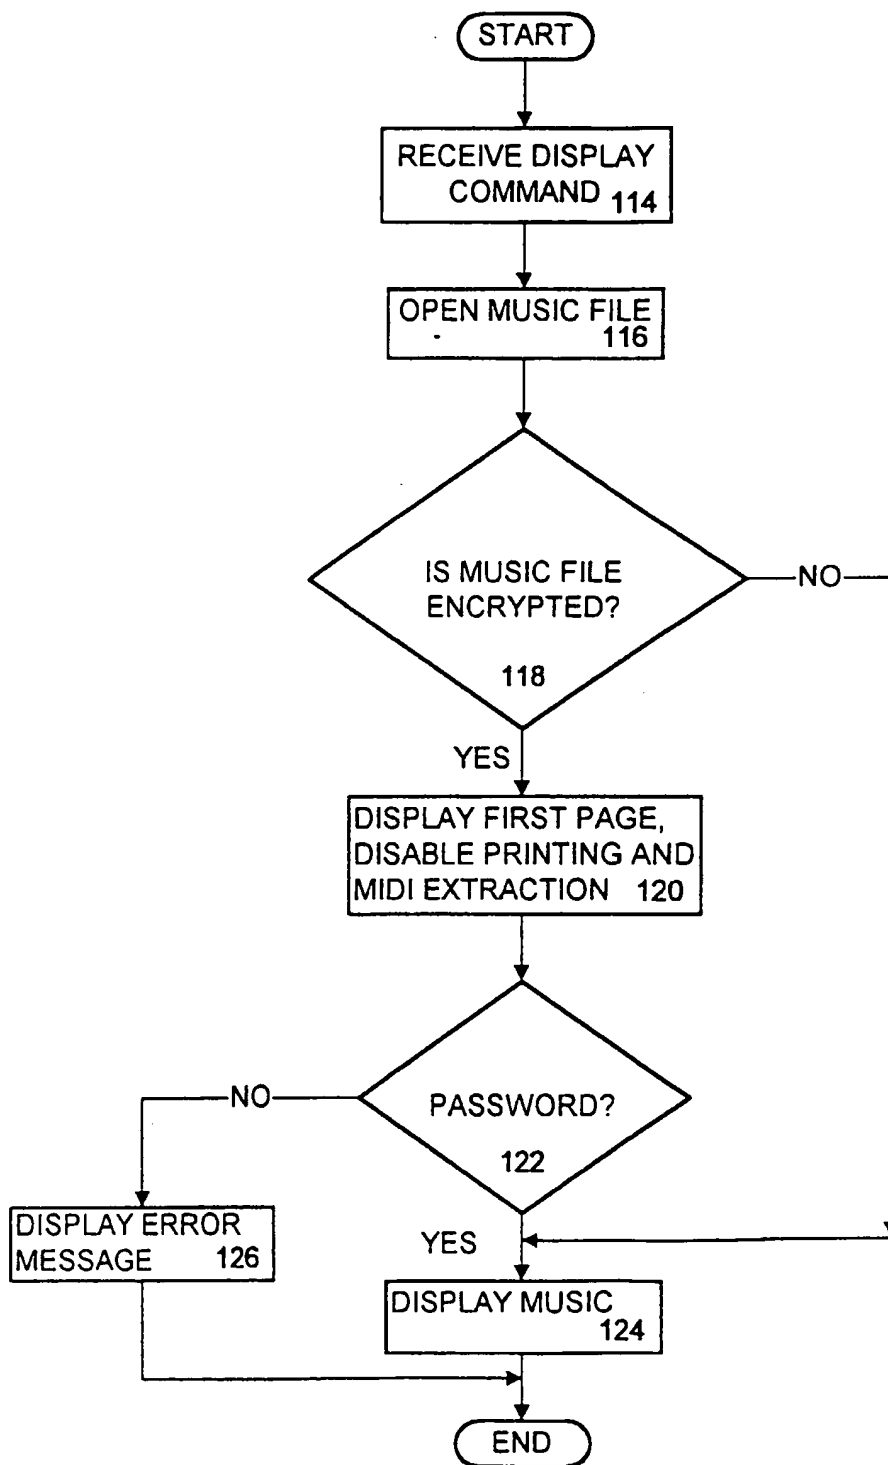 START
RECEIVE DISPLAY
COMMAND 114
OPEN MUSIC FILE
116
IS MUSIC FILE
ENCRYPTED?
118
NO
YES
DISPLAY FIRST PAGE,
DISABLE PRINTING AND
MIDI EXTRACTION 120
PASSWORD?
122
NO
YES
DISPLAY ERROR
MESSAGE 126
DISPLAY MUSIC
124
END